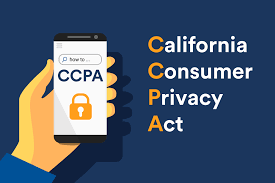 how to ...
CCPA
California
Consumer
Privacy
Act